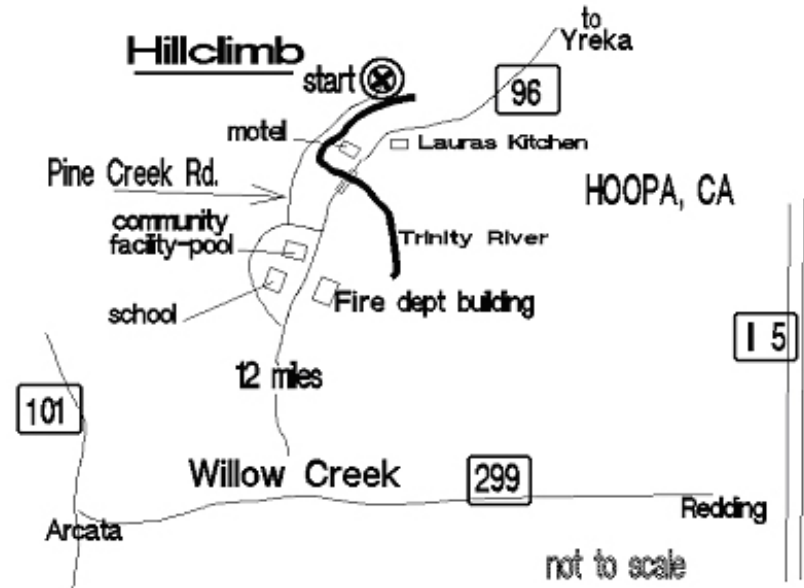 to
Yreka
Hillclimb
start
96
motel
Lauras Kitchen
Pine Creek Rd.
HOOPA, CA
community
facility-pool
Trinity River
school
Fire dept building
I 5
12 miles
101
Willow Creek
299
Redding
Arcata
not to scale